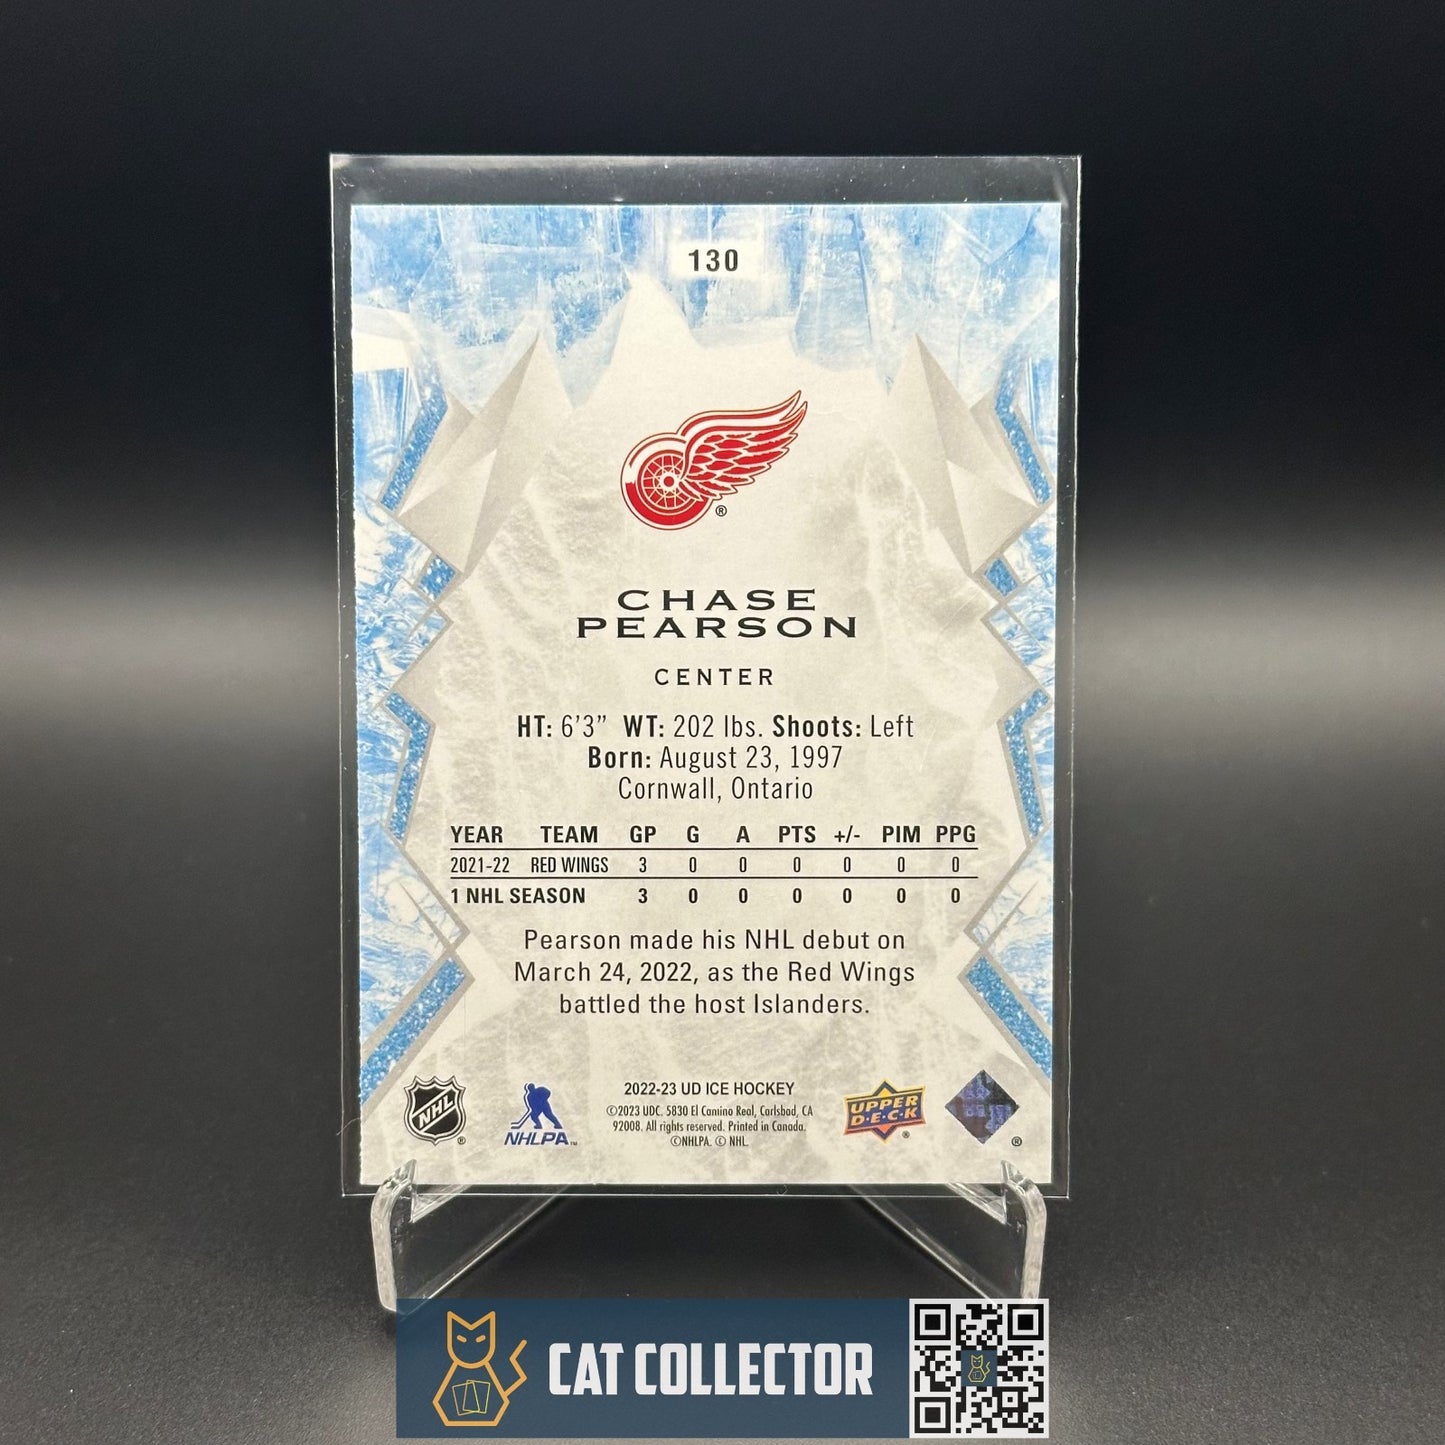 130
®
CHASE
PEARSON
CENTER
HT: 6'3" WT: 202 lbs. Shoots: Left
Born: August 23, 1997
Cornwall, Ontario
YEAR TEAM GP G A PTS +/- PIM PPG
2021-22 RED WINGS 3 0 0 0 0 0 0
1 NHL SEASON 3 0 0 0 0 0 0
Pearson made his NHL debut on
March 24, 2022, as the Red Wings
battled the host Islanders.
NHL ®
NHLPA™
2022-23 UD ICE HOCKEY
©2023 UDC. 5830 El Camino Real, Carlsbad, CA
92008. All rights reserved. Printed in Canada.
©NHLPA. © NHL.
UPPER
D·E·C·K ®
®
CAT COLLECTOR